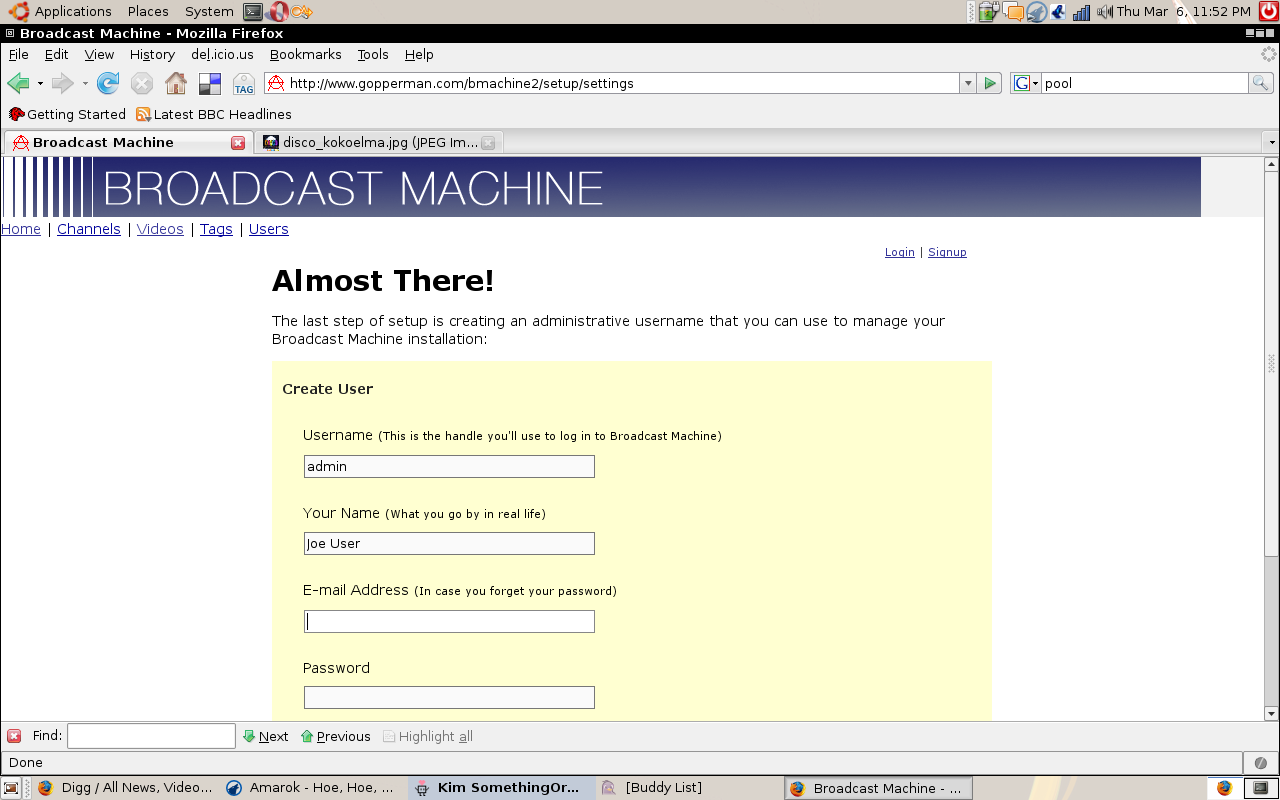 Applications Places System Thu Mar 6, 11:52 PM
Broadcast Machine - Mozilla Firefox
File Edit View History del.icio.us Bookmarks Tools Help
TAG http://www.gopperman.com/bmachine2/setup/settings G pool
Getting Started Latest BBC Headlines
Broadcast Machine disco_kokoelma.jpg (JPEG Im...
BROADCAST MACHINE
Home | Channels | Videos | Tags | Users
Login | Signup
Almost There!
The last step of setup is creating an administrative username that you can use to manage your
Broadcast Machine installation:
Create User
Username (This is the handle you'll use to log in to Broadcast Machine)
admin
Your Name (What you go by in real life)
Joe User
E-mail Address (In case you forget your password)
Password
Find: Next Previous Highlight all
Done
Digg / All News, Video... Amarok - Hoe, Hoe, ... Kim SomethingOr... [Buddy List] Broadcast Machine - ...